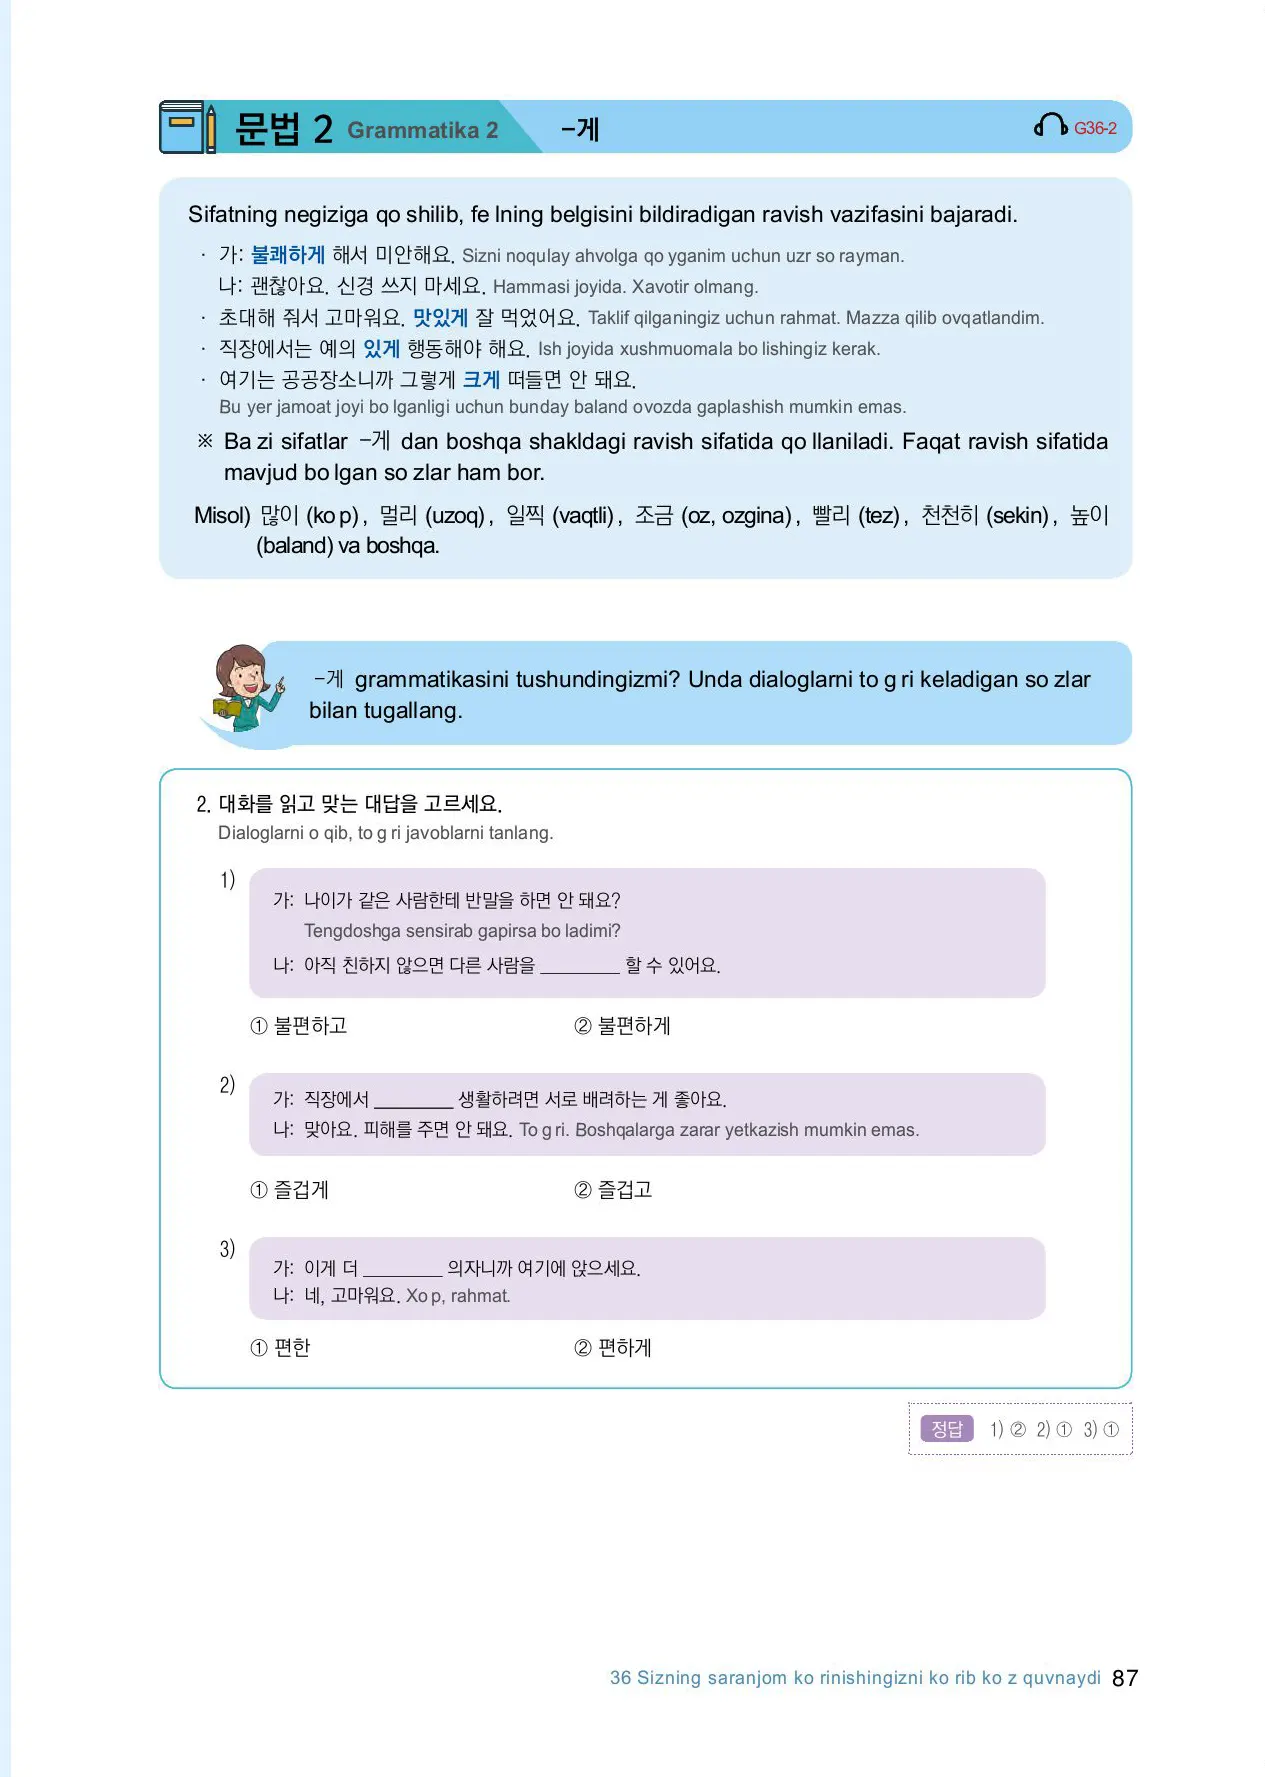 문법 2 Grammatika 2 -게 G36-2
Sifatning negiziga qo shilib, fe lning belgisini bildiradigan ravish vazifasini bajaradi.
· 가: 불쾌하게 해서 미안해요. Sizni noqulay ahvolga qo yganim uchun uzr so rayman.
나: 괜찮아요. 신경 쓰지 마세요. Hammasi joyida. Xavotir olmang.
· 초대해 줘서 고마워요. 맛있게 잘 먹었어요. Taklif qilganingiz uchun rahmat. Mazza qilib ovqatlandim.
· 직장에서는 예의 있게 행동해야 해요. Ish joyida xushmuomala bo lishingiz kerak.
· 여기는 공공장소니까 그렇게 크게 떠들면 안 돼요.
Bu yer jamoat joyi bo lganligi uchun bunday baland ovozda gaplashish mumkin emas.
※ Ba zi sifatlar -게 dan boshqa shakldagi ravish sifatida qo llaniladi. Faqat ravish sifatida
mavjud bo lgan so zlar ham bor.
Misol) 많이 (ko p), 멀리 (uzoq), 일찍 (vaqtli), 조금 (oz, ozgina), 빨리 (tez), 천천히 (sekin), 높이
(baland) va boshqa.
-게 grammatikasini tushundingizmi? Unda dialoglarni to g ri keladigan so zlar
bilan tugallang.
2. 대화를 읽고 맞는 대답을 고르세요.
Dialoglarni o qib, to g ri javoblarni tanlang.
1)
가: 나이가 같은 사람한테 반말을 하면 안 돼요?
Tengdoshga sensirab gapirsa bo ladimi?
나: 아직 친하지 않으면 다른 사람을 ________ 할 수 있어요.
① 불편하고 ② 불편하게
2)
가: 직장에서 ________ 생활하려면 서로 배려하는 게 좋아요.
나: 맞아요. 피해를 주면 안 돼요. To g ri. Boshqalarga zarar yetkazish mumkin emas.
① 즐겁게 ② 즐겁고
3)
가: 이게 더 ________ 의자니까 여기에 앉으세요.
나: 네, 고마워요. Xo p, rahmat.
① 편한 ② 편하게
정답 1) ② 2) ① 3) ①
36 Sizning saranjom ko rinishingizni ko rib ko z quvnaydi 87